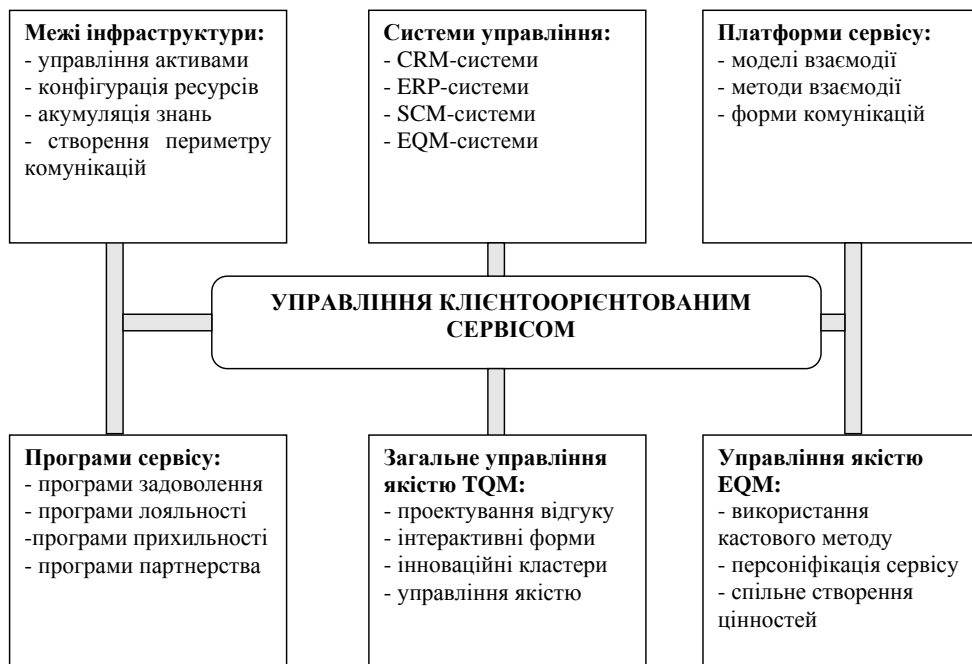 Межі інфраструктури:
- управління активами
- конфігурація ресурсів
- акумуляція знань
- створення периметру
комунікацій
Системи управління:
- CRM-системи
- ERP-системи
- SCM-системи
- EQM-системи
Платформи сервісу:
- моделі взаємодії
- методи взаємодії
- форми комунікацій
УПРАВЛІННЯ КЛІЄНТООРІЄНТОВАНИМ
СЕРВІСОМ
Програми сервісу:
- програми задоволення
- програми лояльності
-програми прихильності
- програми партнерства
Загальне управління
якістю TQM:
- проектування відгуку
- інтерактивні форми
- інноваційні кластери
- управління якістю
Управління якістю
EQM:
- використання
кастового методу
- персоніфікація сервісу
- спільне створення
цінностей